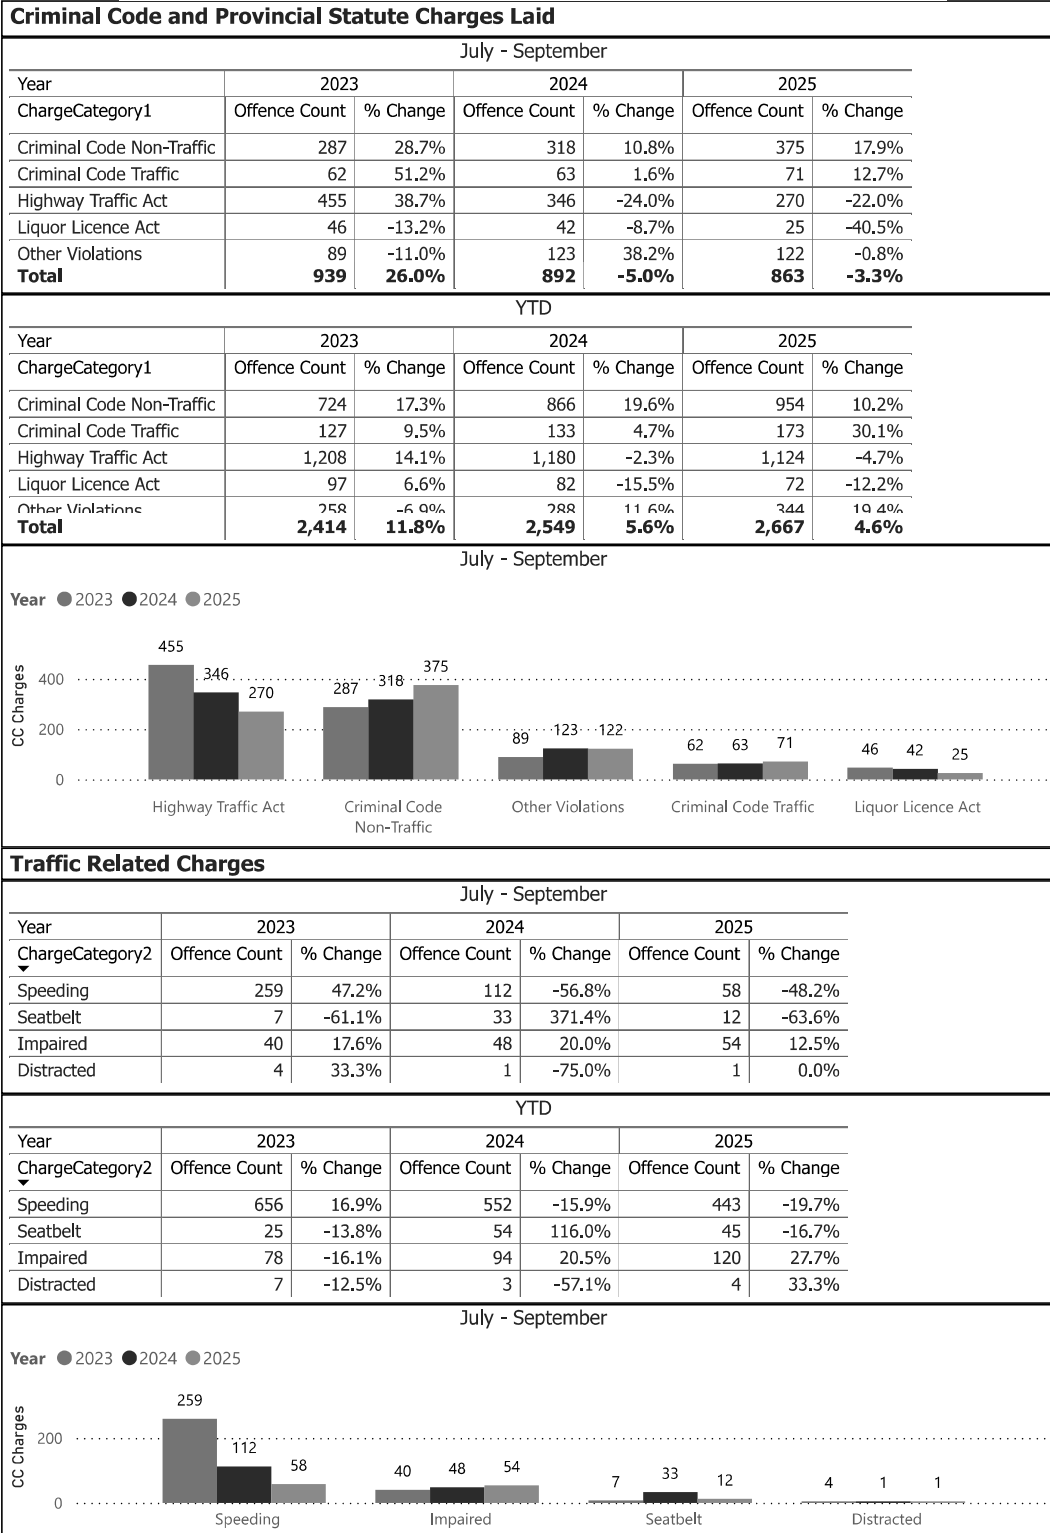 Criminal Code and Provincial Statute Charges Laid
July - September
Year 2023 2024 2025
ChargeCategory1 Offence Count % Change Offence Count % Change Offence Count % Change
Criminal Code Non-Traffic 287 28.7% 318 10.8% 375 17.9%
Criminal Code Traffic 62 51.2% 63 1.6% 71 12.7%
Highway Traffic Act 455 38.7% 346 -24.0% 270 -22.0%
Liquor Licence Act 46 -13.2% 42 -8.7% 25 -40.5%
Other Violations 89 -11.0% 123 38.2% 122 -0.8%
Total 939 26.0% 892 -5.0% 863 -3.3%
YTD
Year 2023 2024 2025
ChargeCategory1 Offence Count % Change Offence Count % Change Offence Count % Change
Criminal Code Non-Traffic 724 17.3% 866 19.6% 954 10.2%
Criminal Code Traffic 127 9.5% 133 4.7% 173 30.1%
Highway Traffic Act 1,208 14.1% 1,180 -2.3% 1,124 -4.7%
Liquor Licence Act 97 6.6% 82 -15.5% 72 -12.2%
Other Violations 258 -6.9% 288 11.6% 344 19.4%
Total 2,414 11.8% 2,549 5.6% 2,667 4.6%
July - September
Year 2023 2024 2025
455 346 270 287 318 375 89 123 122 62 63 71 46 42 25
CC Charges
400
200
0
Highway Traffic Act Criminal Code Non-Traffic Other Violations Criminal Code Traffic Liquor Licence Act
Traffic Related Charges
July - September
Year 2023 2024 2025
ChargeCategory2 Offence Count % Change Offence Count % Change Offence Count % Change
Speeding 259 47.2% 112 -56.8% 58 -48.2%
Seatbelt 7 -61.1% 33 371.4% 12 -63.6%
Impaired 40 17.6% 48 20.0% 54 12.5%
Distracted 4 33.3% 1 -75.0% 1 0.0%
YTD
Year 2023 2024 2025
ChargeCategory2 Offence Count % Change Offence Count % Change Offence Count % Change
Speeding 656 16.9% 552 -15.9% 443 -19.7%
Seatbelt 25 -13.8% 54 116.0% 45 -16.7%
Impaired 78 -16.1% 94 20.5% 120 27.7%
Distracted 7 -12.5% 3 -57.1% 4 33.3%
July - September
Year 2023 2024 2025
259 112 58 40 48 54 7 33 12 4 1 1
CC Charges
200
0
Speeding Impaired Seatbelt Distracted